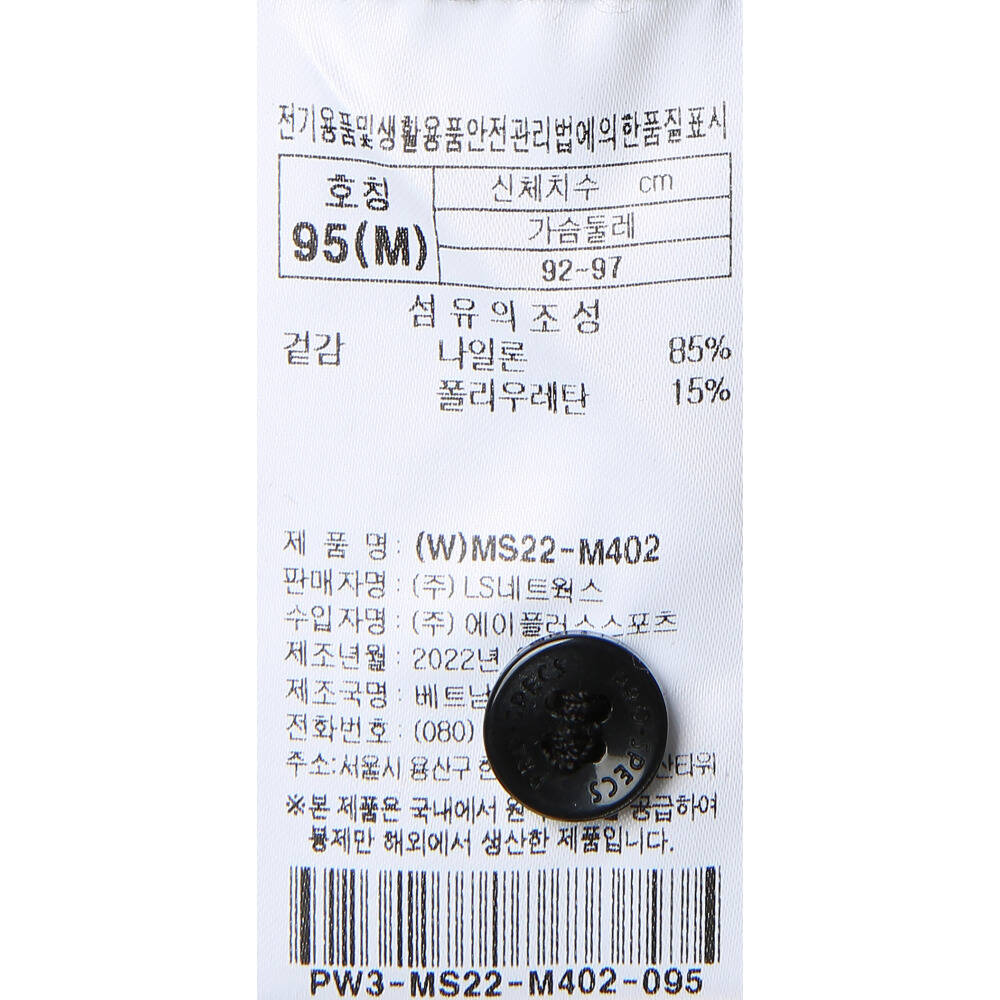 전기용품및생활용품안전관리법에의한품질표시
호칭
95(M)
신체치수 cm
가슴둘레
92-97
섬유의조성
겉감 나일론 85%
폴리우레탄 15%
제 품 명 : (W)MS22-M402
판매자명 : (주) LS네트웍스
수입자명 : (주) 에이플러스스포츠
제조년월 : 2022년
제조국명 : 베트남
전화번호 : (080)
주소:서울시 용산구
※본 제품은 국내에서 공급하여
봉제만 해외에서 생산한 제품입니다.
PRO-SPECS
PRO-SPECS
PW3-MS22-M402-095